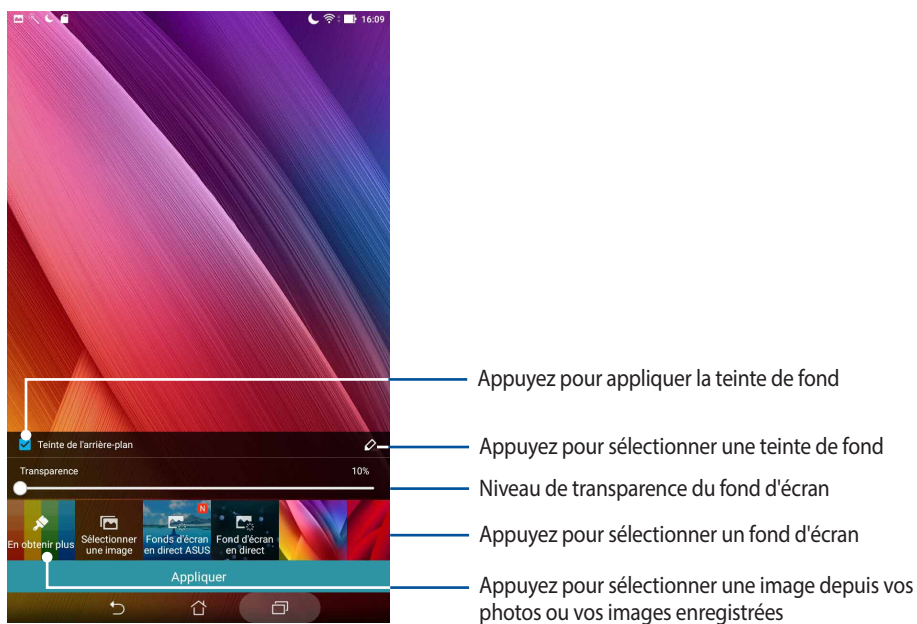 16:09
Appuyez pour appliquer la teinte de fond
Teinte de l'arrière-plan
Appuyez pour sélectionner une teinte de fond
Transparence
10%
Niveau de transparence du fond d'écran
En obtenir plus
Sélectionner
une image
N
Fonds d'écran
en direct ASUS
Fond d'écran
en direct
Appuyez pour sélectionner un fond d'écran
Appliquer
Appuyez pour sélectionner une image depuis vos
photos ou vos images enregistrées